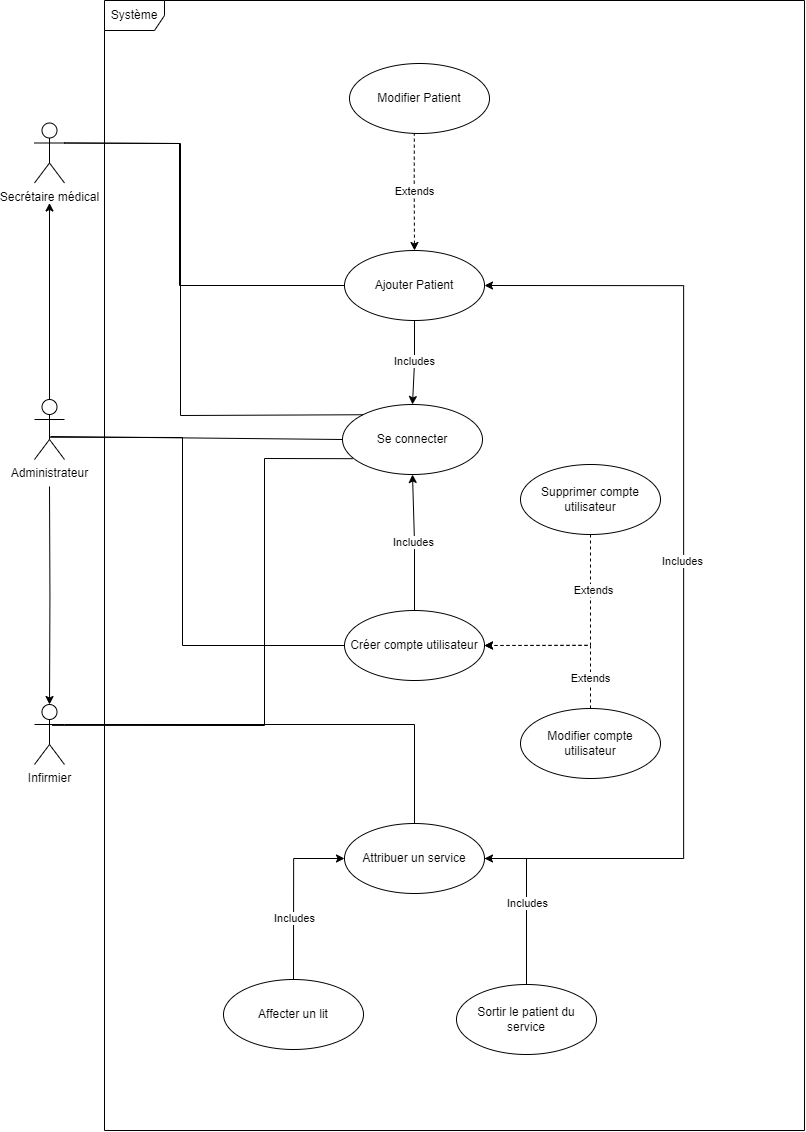 Système
Modifier Patient
Extends
Secrétaire médical
Ajouter Patient
Includes
Se connecter
Administrateur
Supprimer compte
utilisateur
Includes
Includes
Extends
Créer compte utilisateur
Extends
Modifier compte
utilisateur
Infirmier
Attribuer un service
Includes
Includes
Affecter un lit
Sortir le patient du
service